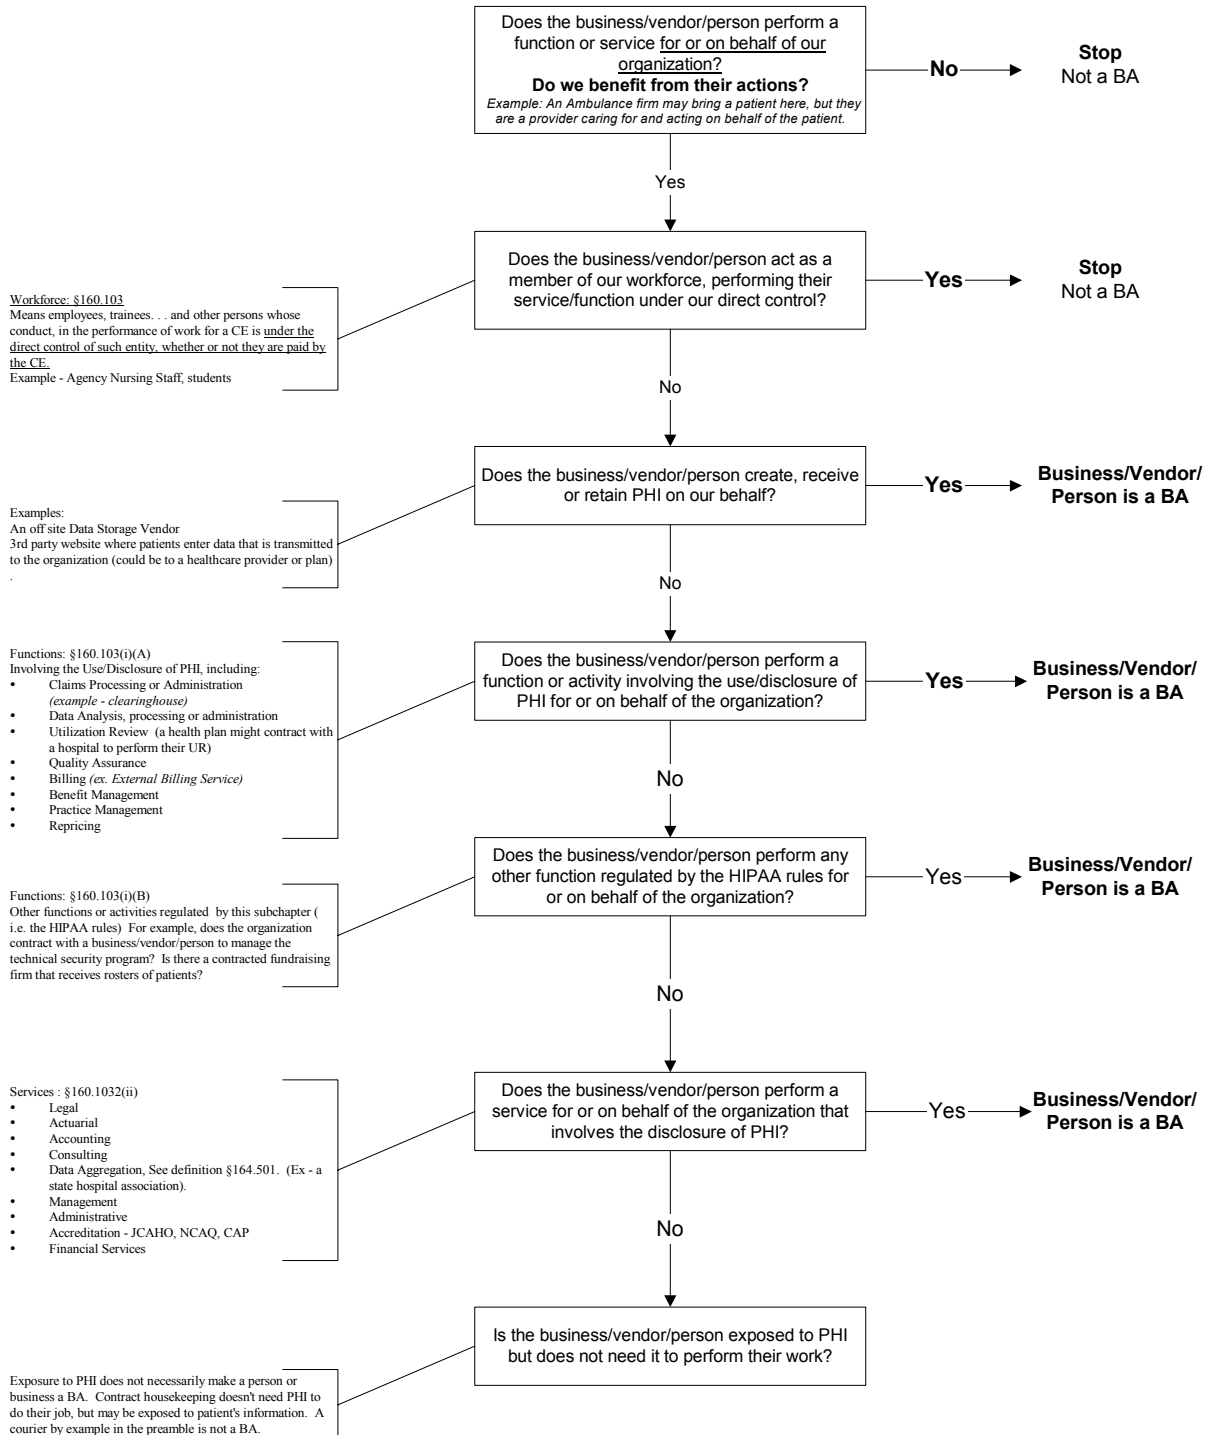 Does the business/vendor/person perform a
function or service for or on behalf of our
organization?
Do we benefit from their actions?
Example: An Ambulance firm may bring a patient here, but they
are a provider caring for and acting on behalf of the patient.
No
Stop
Not a BA
Yes
Does the business/vendor/person act as a
member of our workforce, performing their
service/function under our direct control?
Yes
Stop
Not a BA
Workforce: §160.103
Means employees, trainees. . . and other persons whose
conduct, in the performance of work for a CE is under the
direct control of such entity, whether or not they are paid by
the CE.
Example - Agency Nursing Staff, students
No
Does the business/vendor/person create, receive
or retain PHI on our behalf?
Yes
Business/Vendor/
Person is a BA
Examples:
An off site Data Storage Vendor
3rd party website where patients enter data that is transmitted
to the organization (could be to a healthcare provider or plan)
.
No
Does the business/vendor/person perform a
function or activity involving the use/disclosure of
PHI for or on behalf of the organization?
Yes
Business/Vendor/
Person is a BA
Functions: §160.103(i)(A)
Involving the Use/Disclosure of PHI, including:
• Claims Processing or Administration
(example - clearinghouse)
• Data Analysis, processing or administration
• Utilization Review (a health plan might contract with
a hospital to perform their UR)
• Quality Assurance
• Billing (ex. External Billing Service)
• Benefit Management
• Practice Management
• Repricing
No
Does the business/vendor/person perform any
other function regulated by the HIPAA rules for
or on behalf of the organization?
Yes
Business/Vendor/
Person is a BA
Functions: §160.103(i)(B)
Other functions or activities regulated by this subchapter (
i.e. the HIPAA rules) For example, does the organization
contract with a business/vendor/person to manage the
technical security program? Is there a contracted fundraising
firm that receives rosters of patients?
No
Does the business/vendor/person perform a
service for or on behalf of the organization that
involves the disclosure of PHI?
Yes
Business/Vendor/
Person is a BA
Services : §160.1032(ii)
• Legal
• Actuarial
• Accounting
• Consulting
• Data Aggregation, See definition §164.501. (Ex - a
state hospital association).
• Management
• Administrative
• Accreditation - JCAHO, NCAQ, CAP
• Financial Services
No
Is the business/vendor/person exposed to PHI
but does not need it to perform their work?
Exposure to PHI does not necessarily make a person or
business a BA. Contract housekeeping doesn't need PHI to
do their job, but may be exposed to patient's information. A
courier by example in the preamble is not a BA.